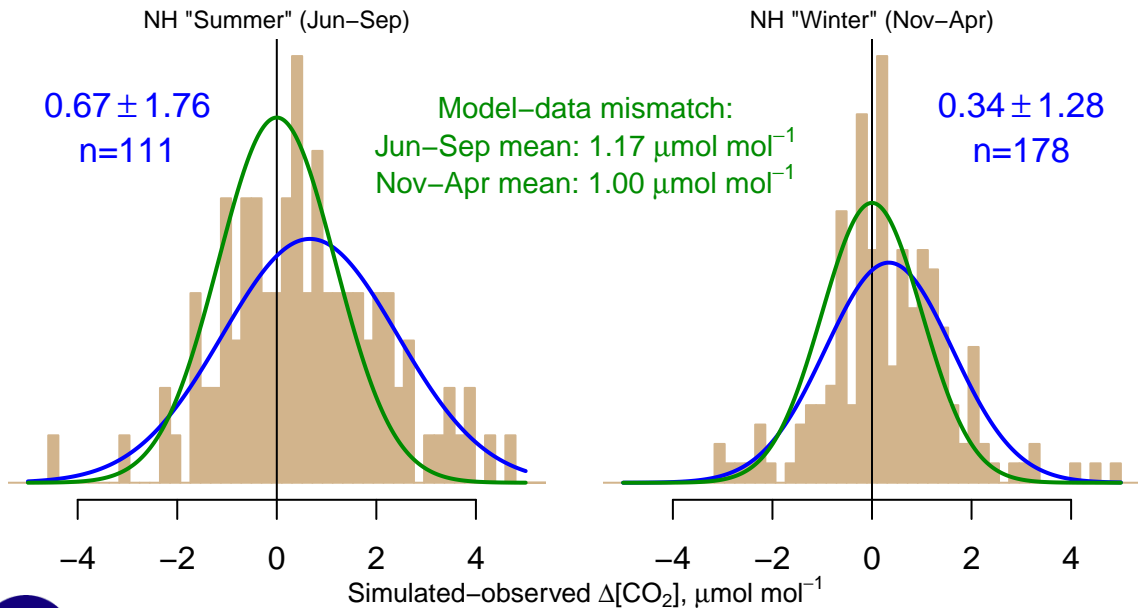 NH "Summer" (Jun−Sep)
NH "Winter" (Nov−Apr)
0.67 ± 1.76
n=111
Model−data mismatch:
Jun−Sep mean: 1.17 μmol mol⁻¹
Nov−Apr mean: 1.00 μmol mol⁻¹
0.34 ± 1.28
n=178
−4 −2 0 2 4
−4 −2 0 2 4
Simulated−observed Δ[CO₂], μmol mol⁻¹